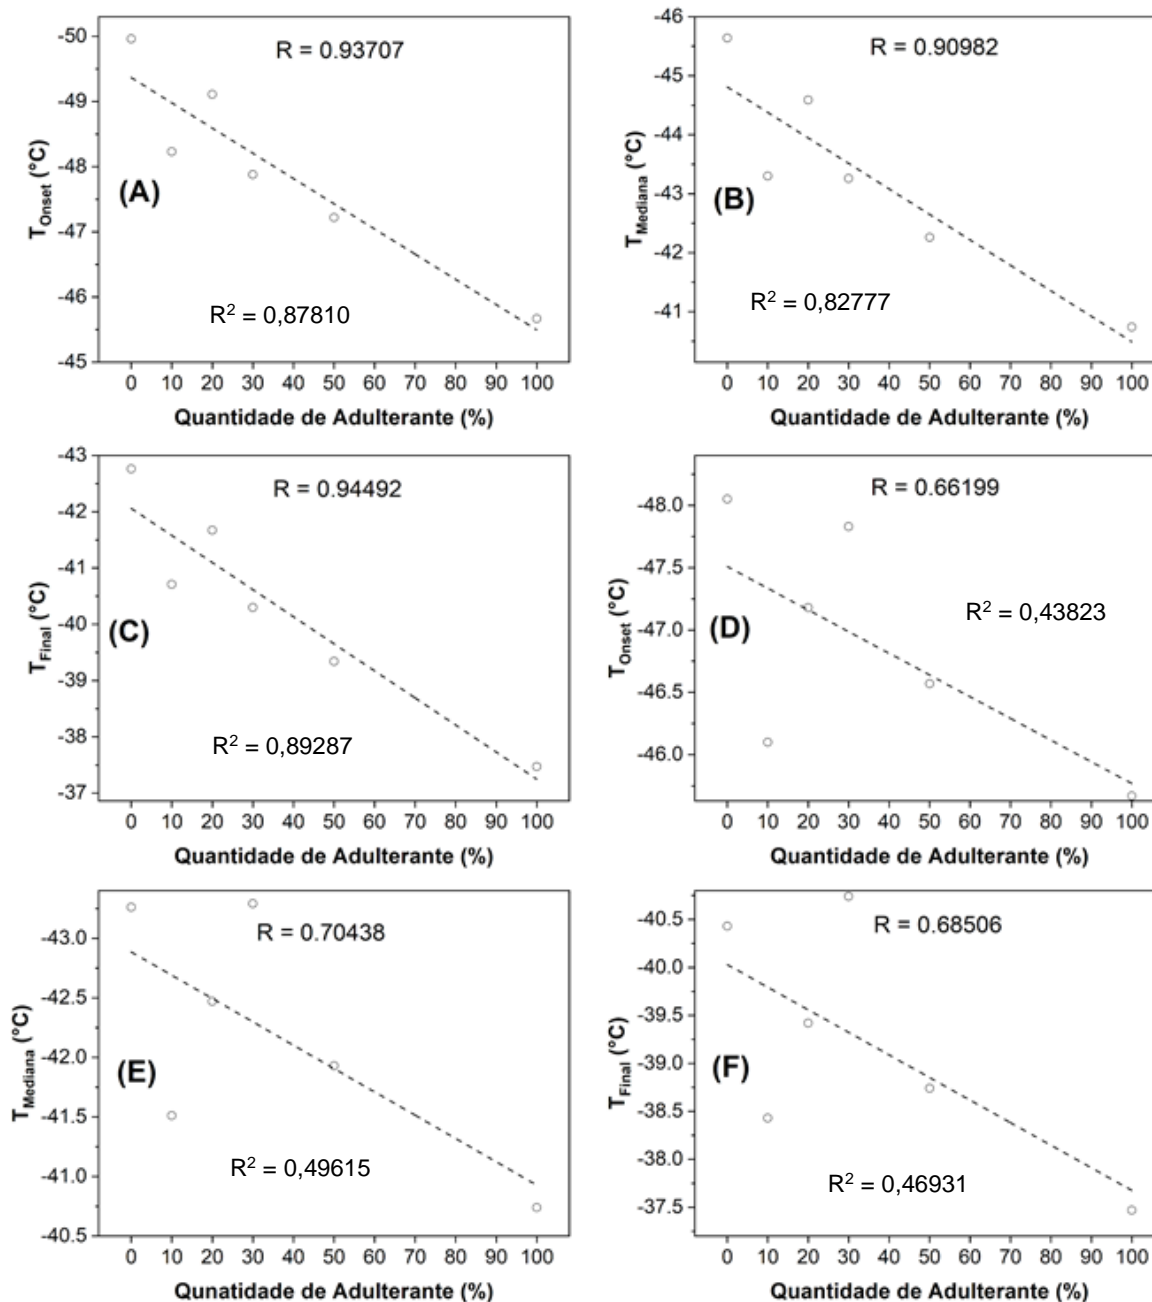 R = 0.93707
-50
-49
-48
-47
-46
-45
T_Onset (°C)
(A)
R² = 0,87810
0 10 20 30 40 50 60 70 80 90 100
Quantidade de Adulterante (%)
R = 0.90982
-46
-45
-44
-43
-42
-41
T_Mediana (°C)
(B)
R² = 0,82777
0 10 20 30 40 50 60 70 80 90 100
Quantidade de Adulterante (%)
R = 0.94492
-43
-42
-41
-40
-39
-38
-37
T_Final (°C)
(C)
R² = 0,89287
0 10 20 30 40 50 60 70 80 90 100
Quantidade de Adulterante (%)
R = 0.66199
-48.0
-47.5
-47.0
-46.5
-46.0
T_Onset (°C)
(D)
R² = 0,43823
0 10 20 30 40 50 60 70 80 90 100
Quantidade de Adulterante (%)
R = 0.70438
-43.0
-42.5
-42.0
-41.5
-41.0
-40.5
T_Mediana (°C)
(E)
R² = 0,49615
0 10 20 30 40 50 60 70 80 90 100
Qunatidade de Adulterante (%)
R = 0.68506
-40.5
-40.0
-39.5
-39.0
-38.5
-38.0
-37.5
T_Final (°C)
(F)
R² = 0,46931
0 10 20 30 40 50 60 70 80 90 100
Quantidade de Adulterante (%)